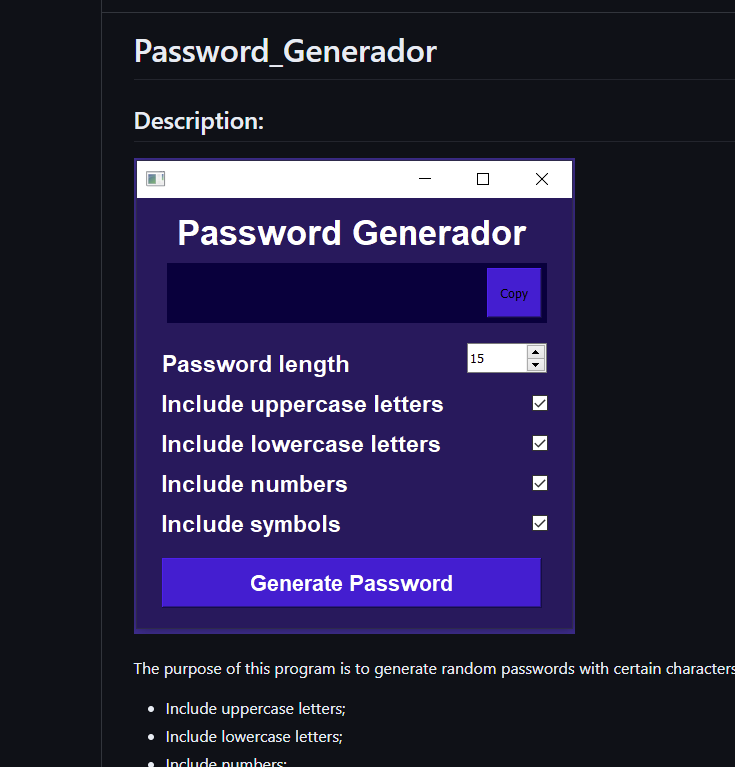 Password_Generador
Description:
Password Generador
Copy
Password length
15
Include uppercase letters
Include lowercase letters
Include numbers
Include symbols
Generate Password
The purpose of this program is to generate random passwords with certain characters
Include uppercase letters;
Include lowercase letters;
Include numbers;